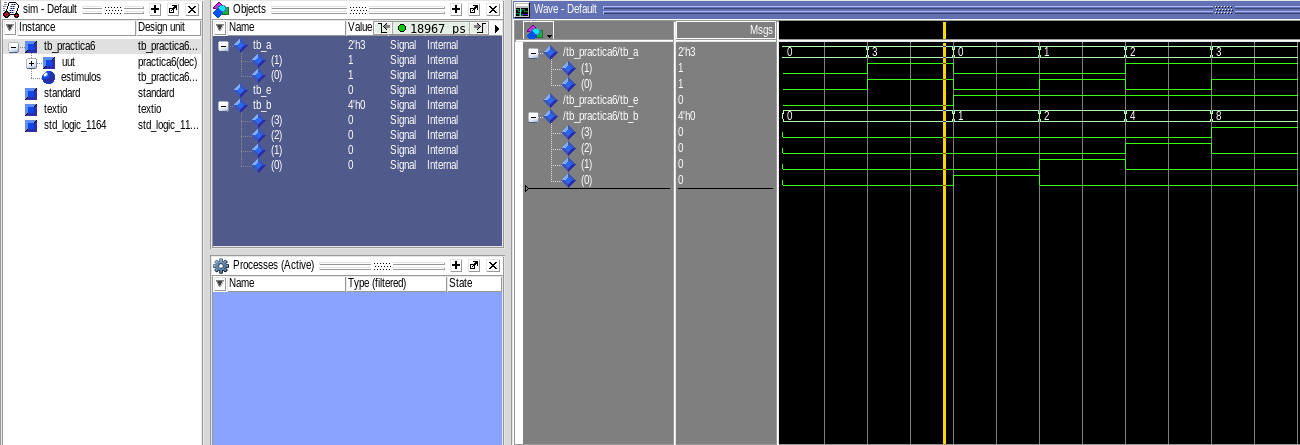 sim - Default
Instance Design unit
tb_practica6 tb_practica6...
uut practica6(dec)
estimulos tb_practica6...
standard standard
textio textio
std_logic_1164 std_logic_11...
Objects
Name Value 18967 ps
tb_a 2'h3 Signal Internal
(1) 1 Signal Internal
(0) 1 Signal Internal
tb_e 0 Signal Internal
tb_b 4'h0 Signal Internal
(3) 0 Signal Internal
(2) 0 Signal Internal
(1) 0 Signal Internal
(0) 0 Signal Internal
Processes (Active)
Name Type (filtered) State
Wave - Default
Msgs
/tb_practica6/tb_a 2'h3 0 3 0 1 2 3
(1) 1
(0) 1
/tb_practica6/tb_e 0
/tb_practica6/tb_b 4'h0 0 1 2 4 8
(3) 0
(2) 0
(1) 0
(0) 0